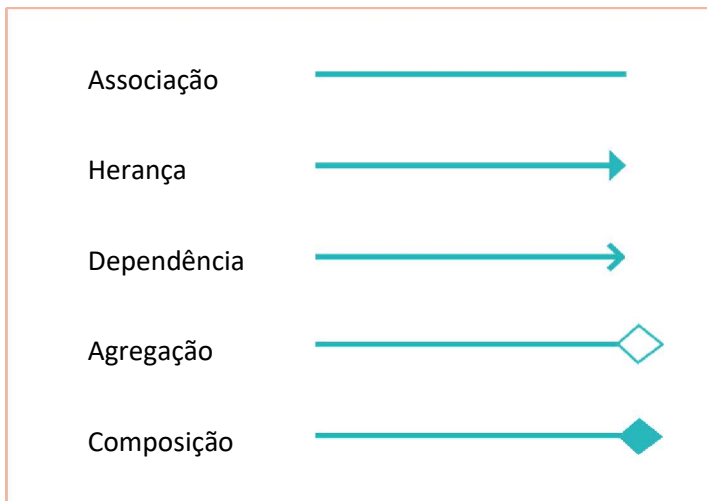 Associação
Herança
Dependência
Agregação
Composição